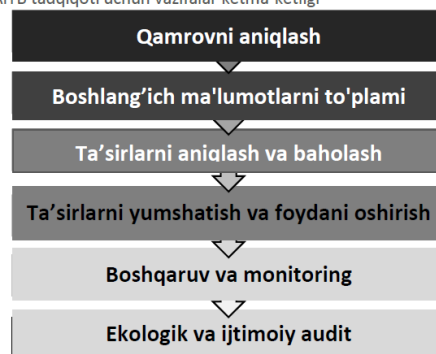 tadqiqoti uchun vazifalar ketma-ketligi
Qamrovni aniqlash
Boshlang’ich ma'lumotlarni to'plami
Ta’sirlarni aniqlash va baholash
Ta’sirlarni yumshatish va foydani oshirish
Boshqaruv va monitoring
Ekologik va ijtimoiy audit